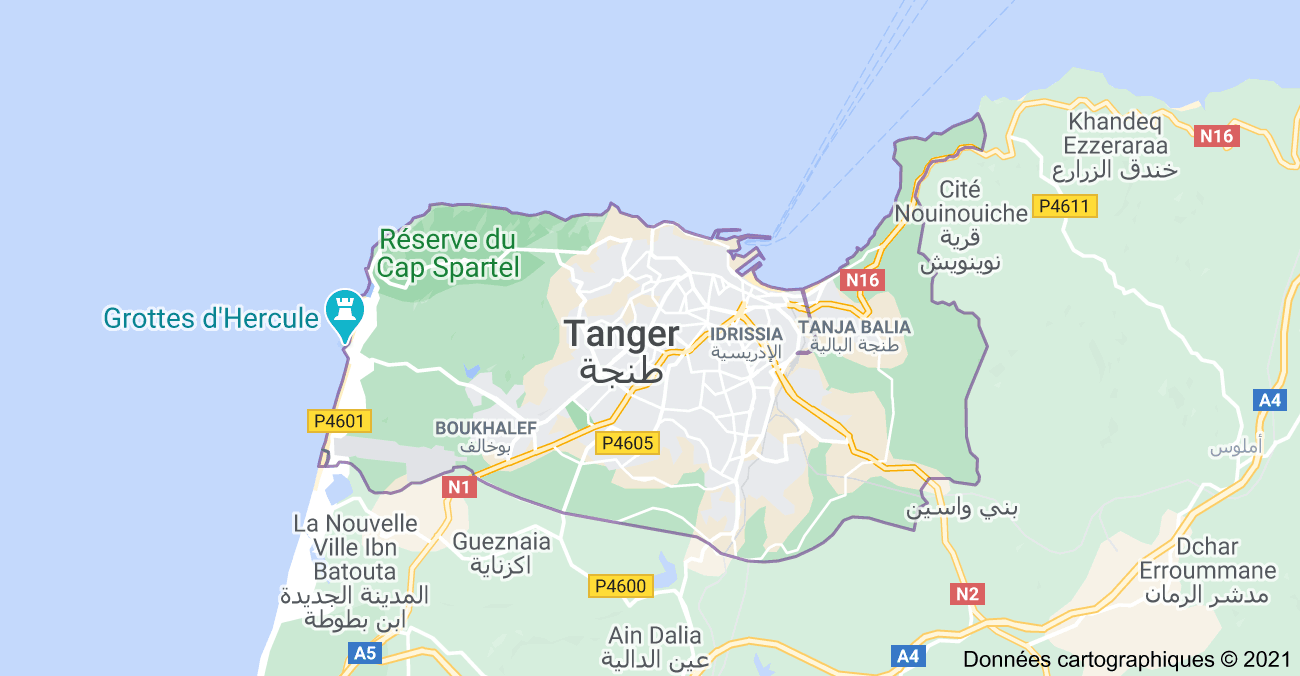 Khandeq
Ezzeraraa
خندق الزرارع
N16
Cité
Nouinouiche
قرية
نوينويش
P4611
Réserve du
Cap Spartel
N16
Grottes d'Hercule
Tanger
طنجة
IDRISSIA
الإدريسية
TANJA BALIA
طنجة البالية
A4
P4601
BOUKHALEF
بوخالف
P4605
أملوس
N1
بني واسين
La Nouvelle
Ville Ibn
Batouta
المدينة الجديدة
ابن بطوطة
Gueznaia
اكزناية
Dchar
Erroummane
مدشر الرمان
P4600
N2
Ain Dalia
عين الدالية
A5
A4
Données cartographiques © 2021